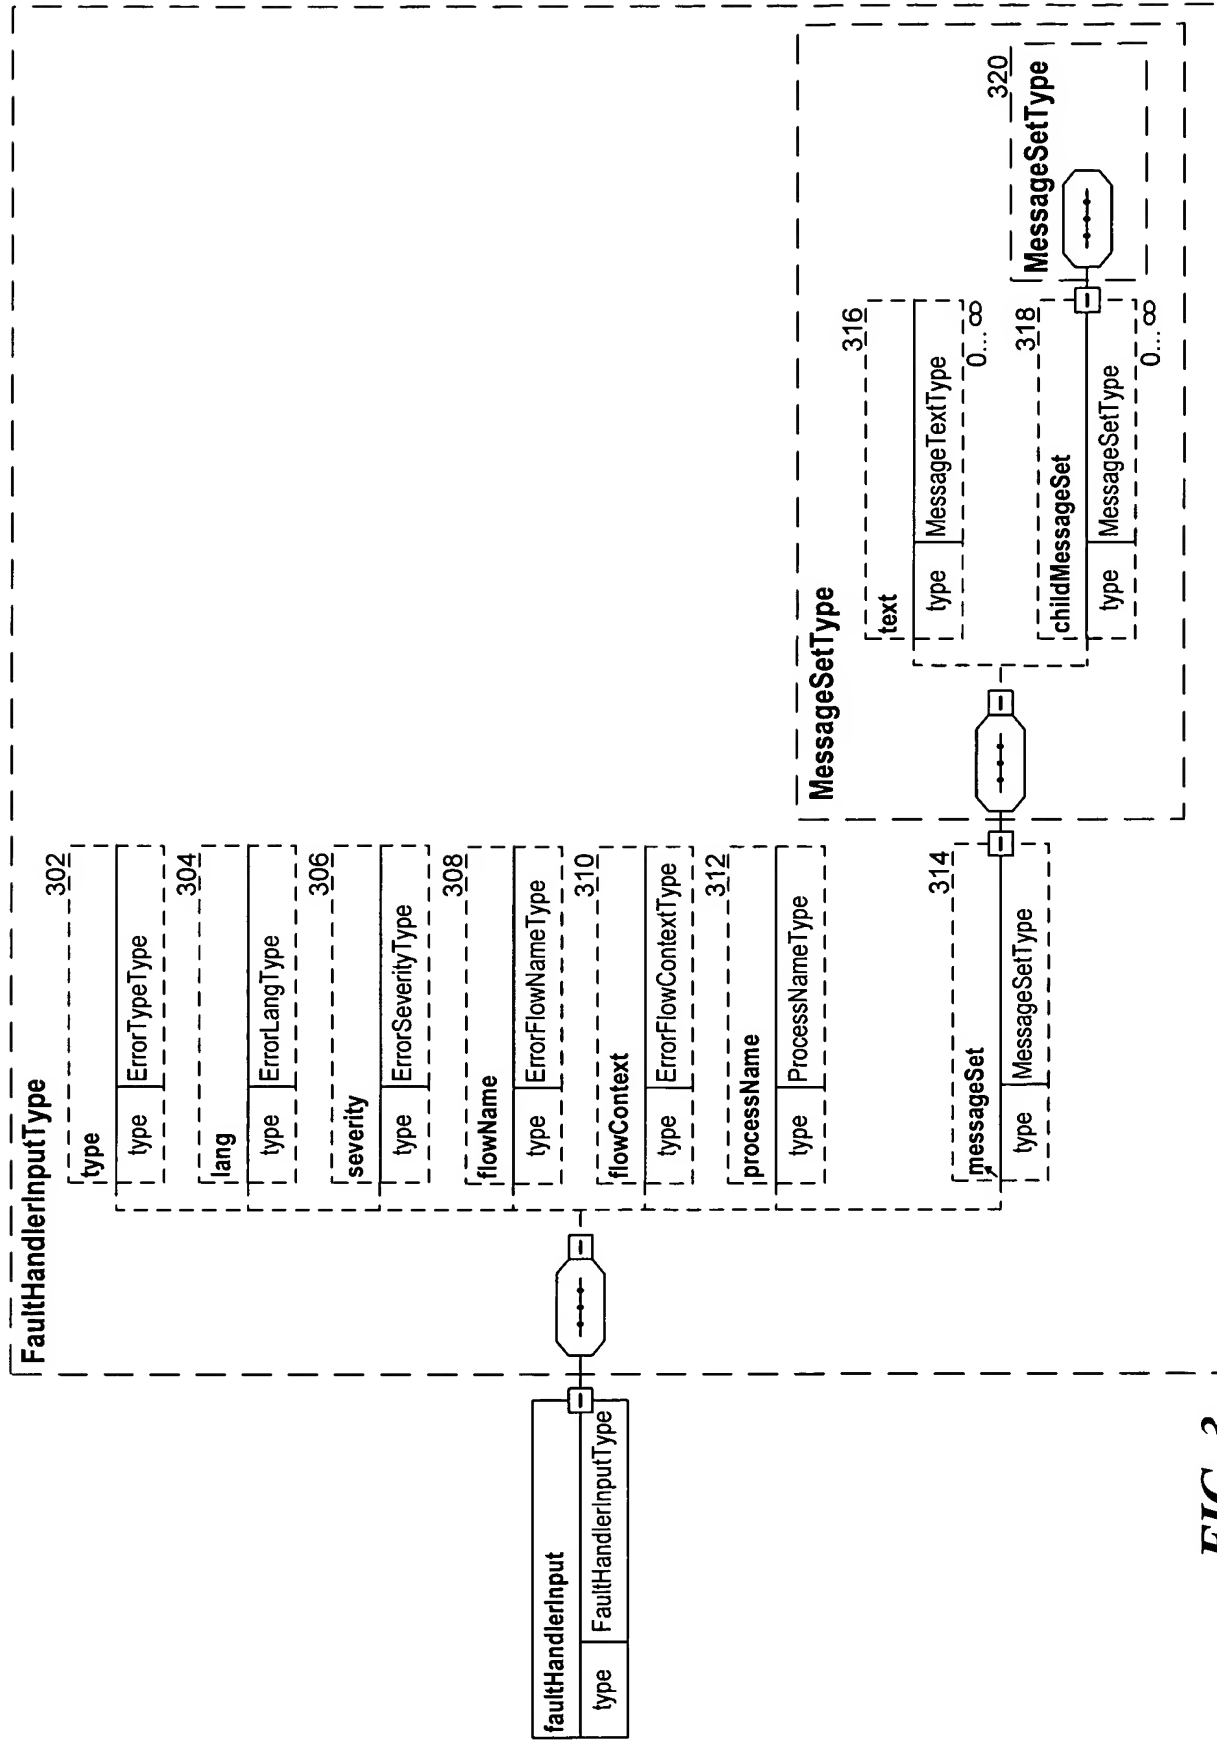 FaultHandlerInputType
faultHandlerInput
type FaultHandlerInputType
302
type
type ErrorTypeType
304
lang
type ErrorLangType
306
severity
type ErrorSeverityType
308
flowName
type ErrorFlowNameType
310
flowContext
type ErrorFlowContextType
312
processName
type ProcessNameType
314
messageSet
type MessageSetType
MessageSetType
316
text
type MessageTextType
0... ∞
318
childMessageSet
type MessageSetType
0... ∞
320
MessageSetType
FIG.